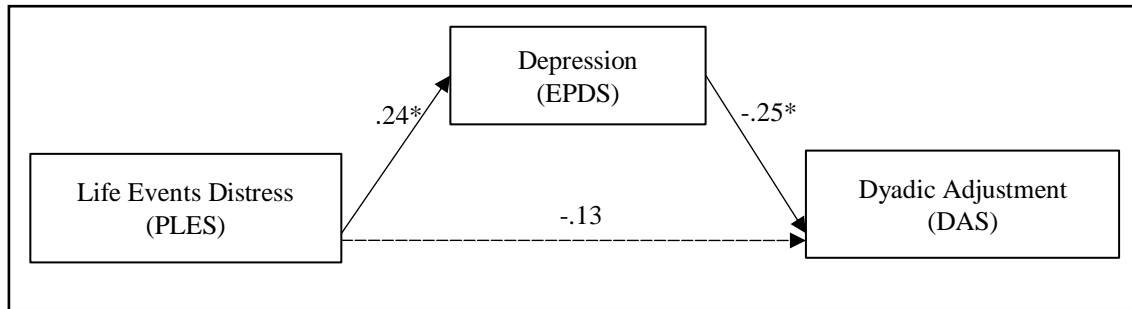 Depression
(EPDS)
.24*
-.25*
Life Events Distress
(PLES)
-.13
Dyadic Adjustment
(DAS)